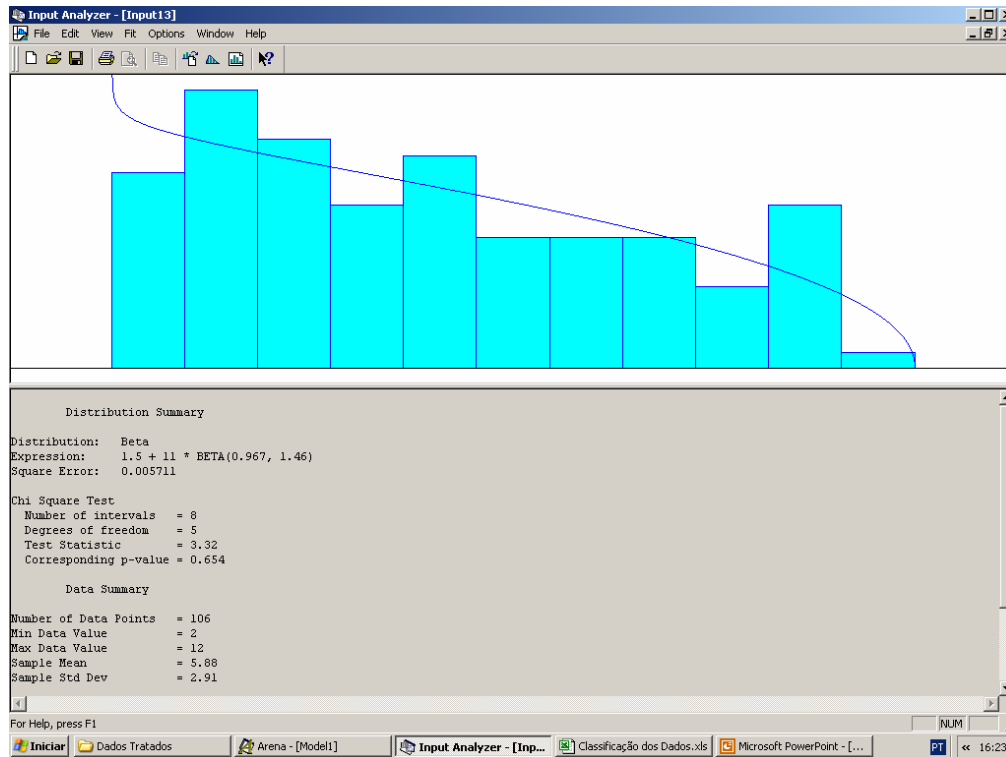 Input Analyzer - [Input13]
File Edit View Fit Options Window Help
Distribution Summary
Distribution: Beta
Expression: 1.5 + 11 * BETA(0.967, 1.46)
Square Error: 0.005711
Chi Square Test
Number of intervals = 8
Degrees of freedom = 5
Test Statistic = 3.32
Corresponding p-value = 0.654
Data Summary
Number of Data Points = 106
Min Data Value = 2
Max Data Value = 12
Sample Mean = 5.88
Sample Std Dev = 2.91
For Help, press F1 NUM
Iniciar Dados Tratados Arena - [Model1] Input Analyzer - [Inp... Classificação dos Dados.xls Microsoft PowerPoint - [... PT « 16:23